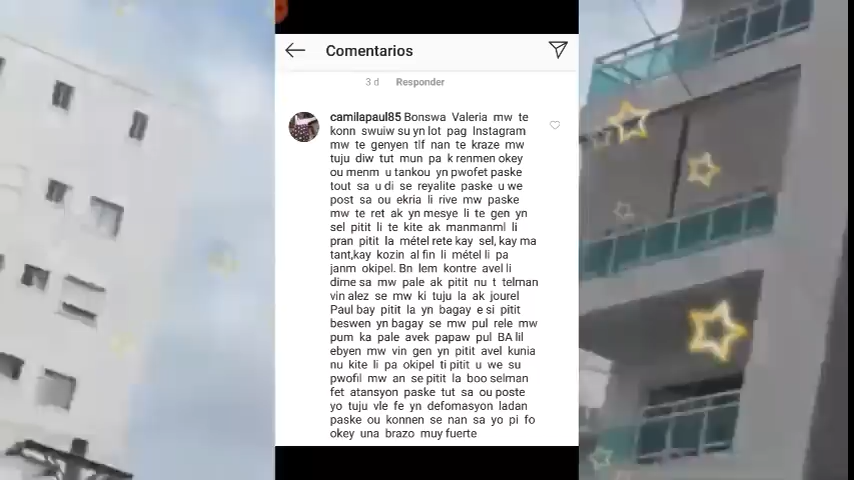 Comentarios
3 d Responder
camilapaul85 Bonswa Valeria mw te
konn swuiw su yn lot pag Instagram
mw te genyen tlf nan te kraze mw
tuju diw tut mun pa k renmen okey
ou menm u tankou yn pwofet paske
tout sa u di se reyalite paske u we
post sa ou ekria li rive mw paske
mw te ret ak yn mesye li te gen yn
sel pitit li te kite ak manmanml li
pran pitit la métel rete kay sel, kay ma
tant,kay kozin al fin li métel li pa
janm okipel. Bn lem kontre avel li
dime sa mw pale ak pitit nu t telman
vin alez se mw ki tuju la ak jourel
Paul bay pitit la yn bagay e si pitit
beswen yn bagay se mw pul rele mw
pum ka pale avek papaw pul BA lil
ebyen mw vin gen yn pitit avel kunia
nu kite li pa okipel ti pitit u we su
pwofil mw an se pitit la boo selman
fet atansyon paske tut sa ou poste
yo tuju vle fe yn defomasyon ladan
paske ou konnen se nan sa yo pi fo
okey una brazo muy fuerte